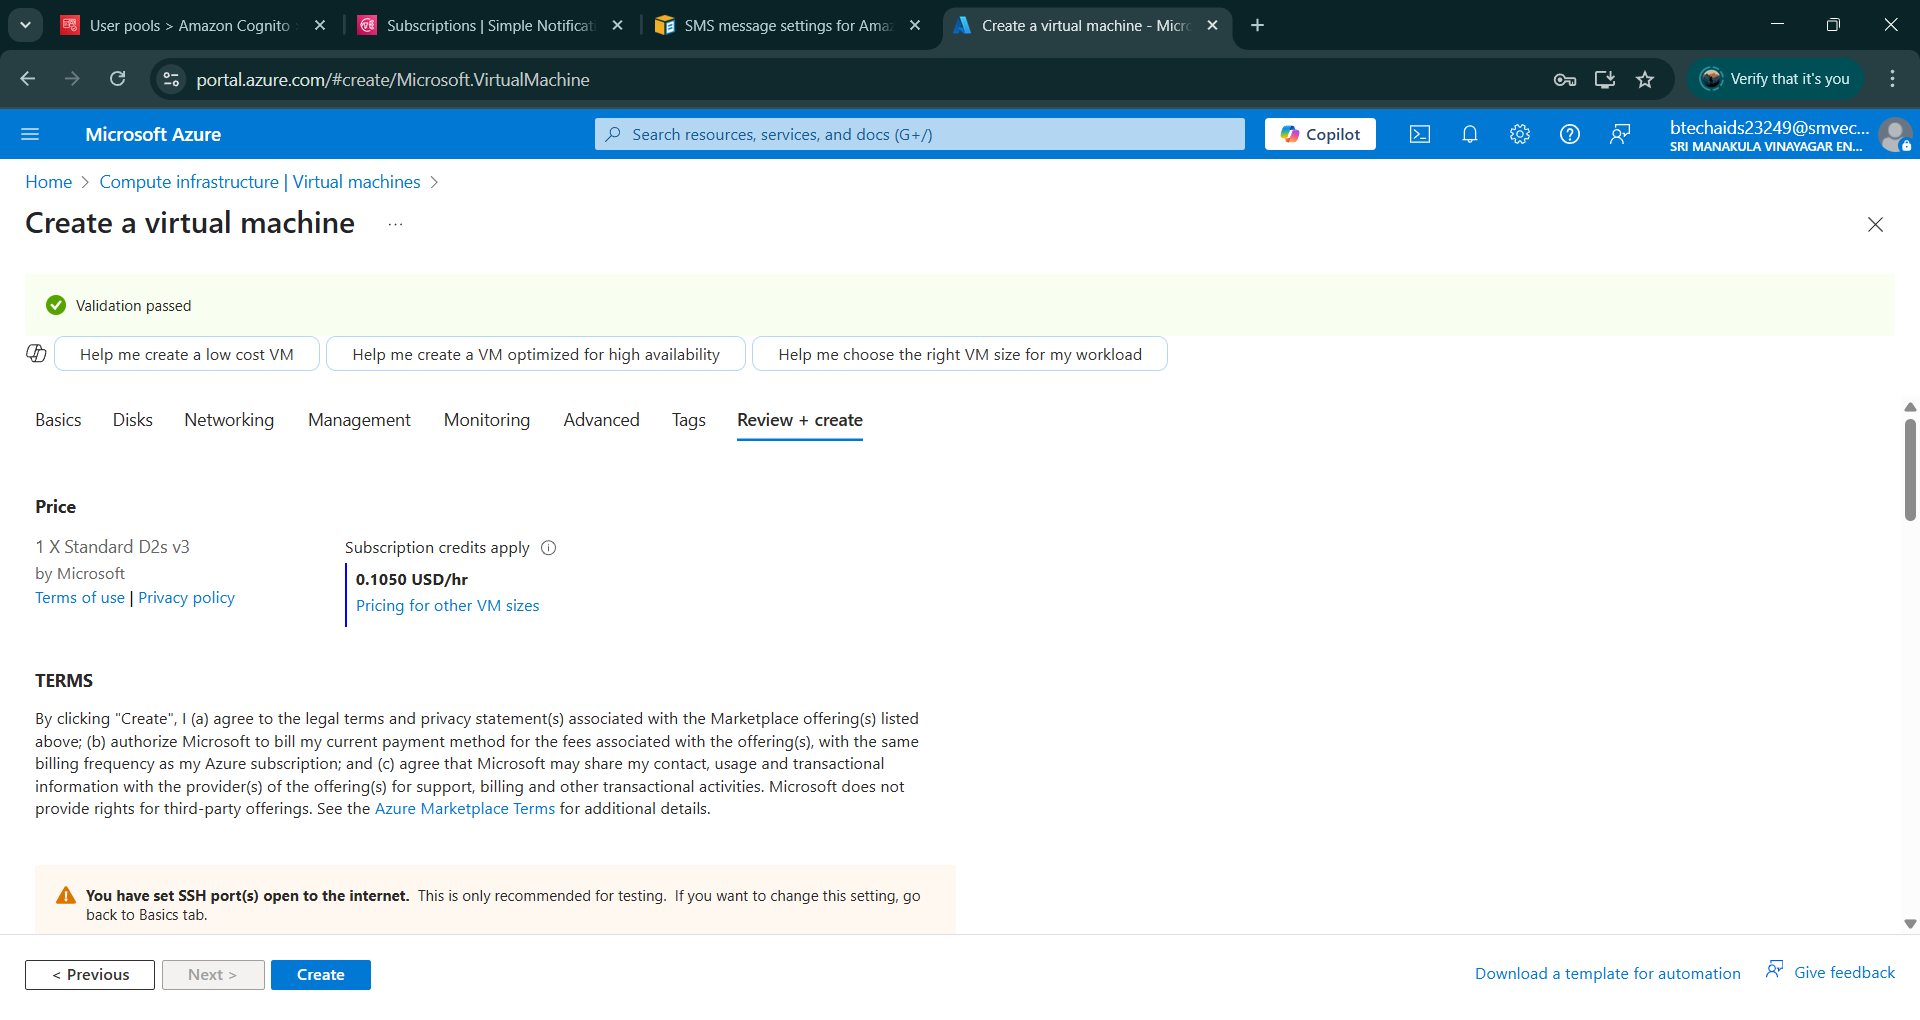 User pools > Amazon Cognito
Subscriptions | Simple Notificati
SMS message settings for Ama
Create a virtual machine - Micro
portal.azure.com/#create/Microsoft.VirtualMachine
Verify that it's you
Microsoft Azure
Search resources, services, and docs (G+/)
Copilot
btechaids23249@smvec...
SRI MANAKULA VINAYAGAR EN...
Home > Compute infrastructure | Virtual machines >
Create a virtual machine ...
Validation passed
Help me create a low cost VM
Help me create a VM optimized for high availability
Help me choose the right VM size for my workload
Basics Disks Networking Management Monitoring Advanced Tags Review + create
Price
1 X Standard D2s v3
by Microsoft
Terms of use | Privacy policy
Subscription credits apply
0.1050 USD/hr
Pricing for other VM sizes
TERMS
By clicking "Create", I (a) agree to the legal terms and privacy statement(s) associated with the Marketplace offering(s) listed
above; (b) authorize Microsoft to bill my current payment method for the fees associated with the offering(s), with the same
billing frequency as my Azure subscription; and (c) agree that Microsoft may share my contact, usage and transactional
information with the provider(s) of the offering(s) for support, billing and other transactional activities. Microsoft does not
provide rights for third-party offerings. See the Azure Marketplace Terms for additional details.
You have set SSH port(s) open to the internet. This is only recommended for testing. If you want to change this setting, go
back to Basics tab.
< Previous
Next >
Create
Download a template for automation
Give feedback